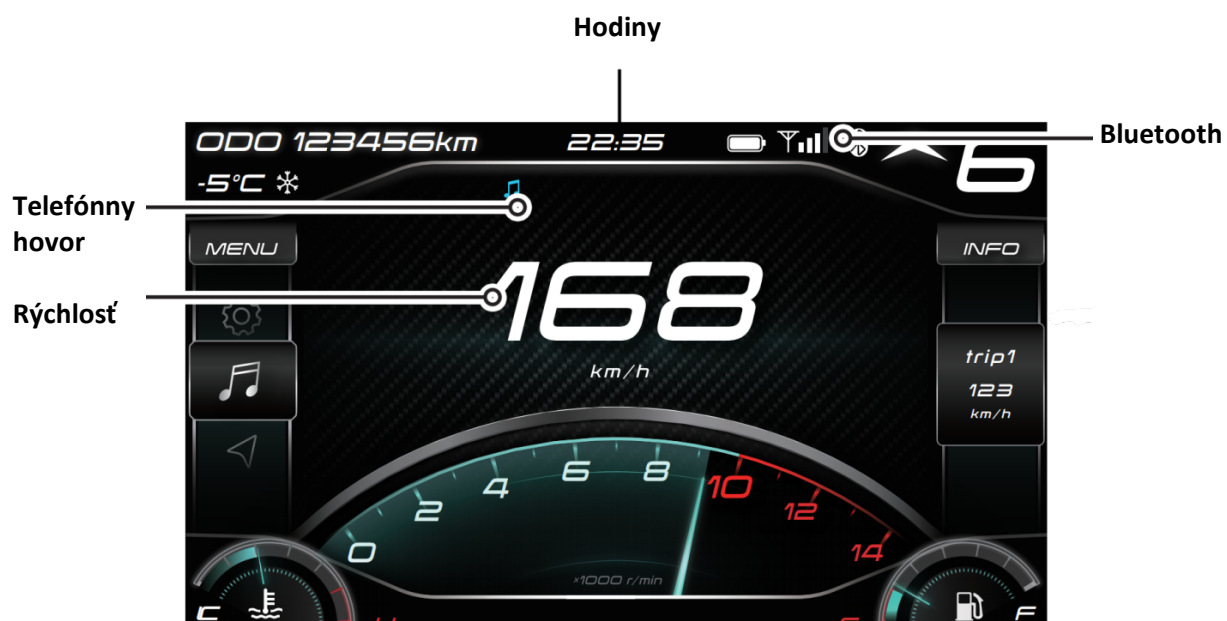 Hodiny
ODO 123456km
22:35
Bluetooth
6
-5°C
Telefónny
hovor
MENU
INFO
Rýchlosť
168
km/h
trip1
123
km/h
0
2
4
6
8
10
12
14
×1000 r/min
C
F